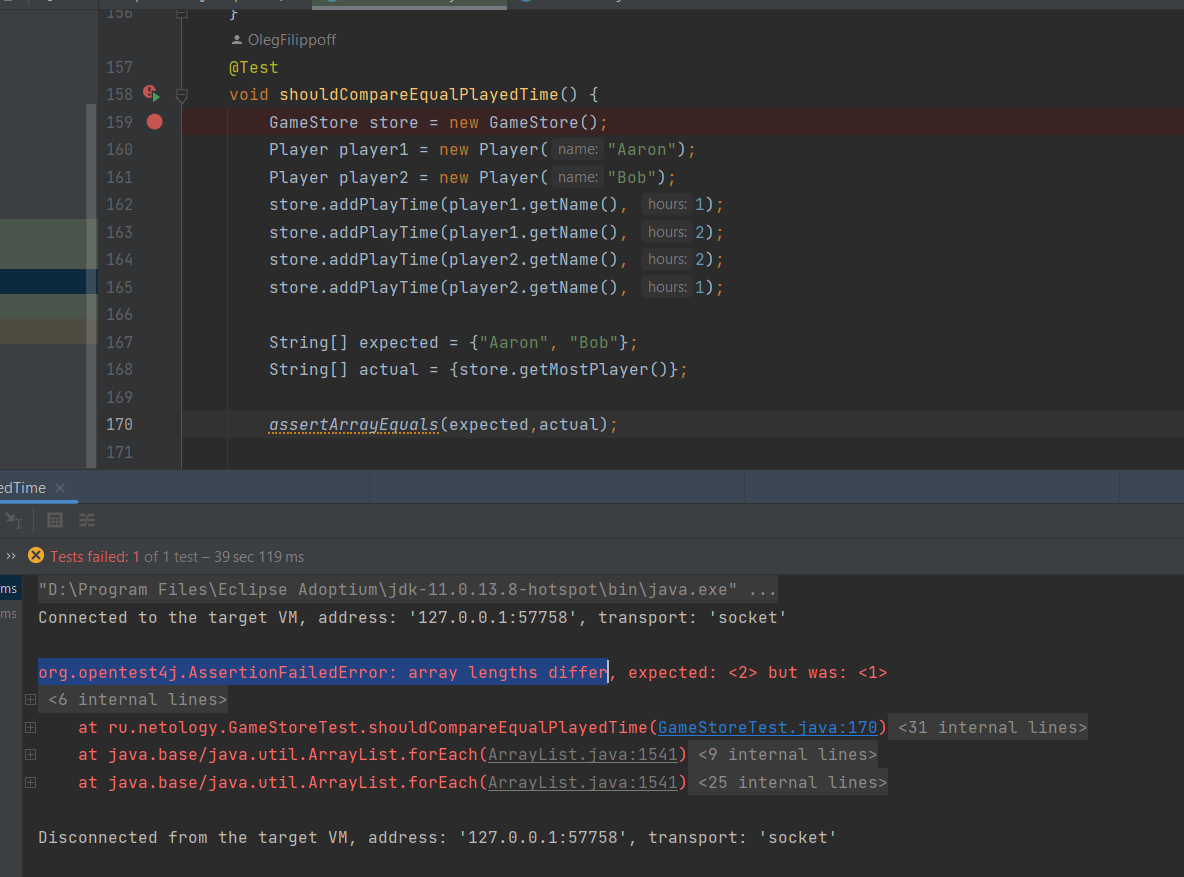 156 }
OlegFilippoff
157 @Test
158 void shouldCompareEqualPlayedTime() {
159 GameStore store = new GameStore();
160 Player player1 = new Player( name: "Aaron");
161 Player player2 = new Player( name: "Bob");
162 store.addPlayTime(player1.getName(), hours: 1);
163 store.addPlayTime(player1.getName(), hours: 2);
164 store.addPlayTime(player2.getName(), hours: 2);
165 store.addPlayTime(player2.getName(), hours: 1);
166
167 String[] expected = {"Aaron", "Bob"};
168 String[] actual = {store.getMostPlayer()};
169
170 assertArrayEquals(expected,actual);
171
edTime ×
» Tests failed: 1 of 1 test – 39 sec 119 ms
ms "D:\Program Files\Eclipse Adoptium\jdk-11.0.13.8-hotspot\bin\java.exe" ...
ms Connected to the target VM, address: '127.0.0.1:57758', transport: 'socket'
org.opentest4j.AssertionFailedError: array lengths differ, expected: <2> but was: <1>
<6 internal lines>
at ru.netology.GameStoreTest.shouldCompareEqualPlayedTime(GameStoreTest.java:170) <31 internal lines>
at java.base/java.util.ArrayList.forEach(ArrayList.java:1541) <9 internal lines>
at java.base/java.util.ArrayList.forEach(ArrayList.java:1541) <25 internal lines>
Disconnected from the target VM, address: '127.0.0.1:57758', transport: 'socket'